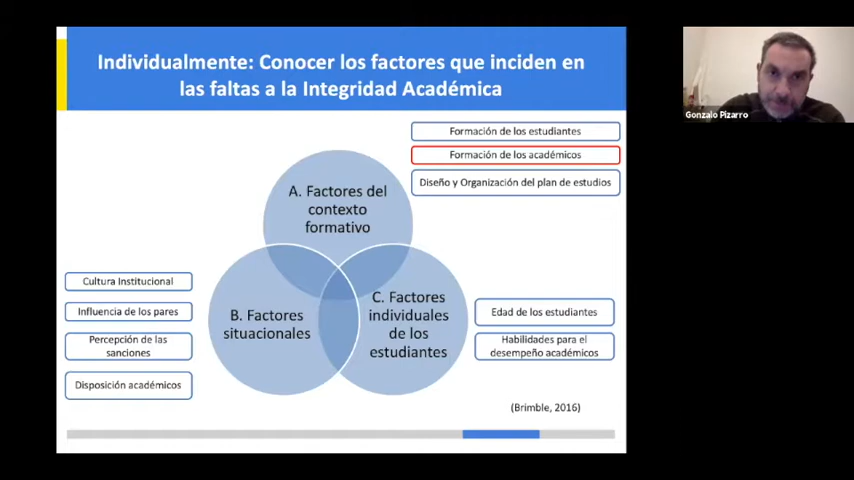 Individualmente: Conocer los factores que inciden en
las faltas a la Integridad Académica
Gonzalo Pizarro
Formación de los estudiantes
Formación de los académicos
Diseño y Organización del plan de estudios
A. Factores del
contexto
formativo
Cultura Institucional
Influencia de los pares
Percepción de las
sanciones
Disposición académicos
B. Factores
situacionales
C. Factores
individuales
de los
estudiantes
Edad de los estudiantes
Habilidades para el
desempeño académicos
(Brimble, 2016)